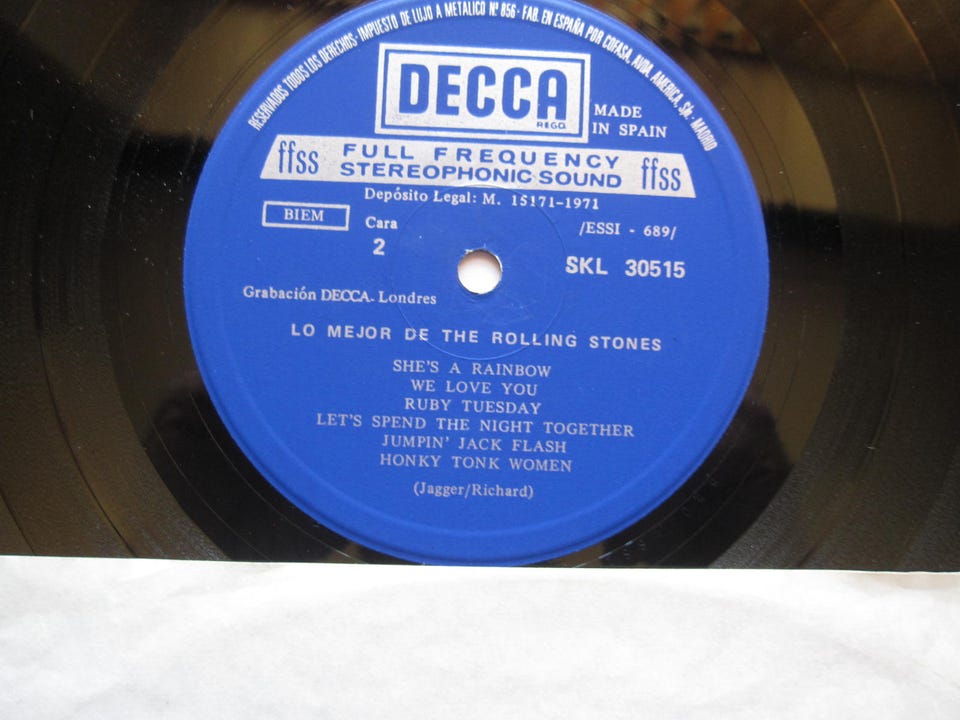 RESERVADOS TODOS LOS DERECHOS · IMPUESTO DE LUJO A METALICO Nº 856 · FAB. EN ESPAÑA POR COFASA, AVDA. AMERICA, S/N - MADRID
DECCA
REGD.
MADE
IN SPAIN
ffss FULL FREQUENCY ffss
STEREOPHONIC SOUND
Depósito Legal: M. 15171-1971
BIEM
Cara
2
/ESSI - 689/
SKL 30515
Grabación DECCA. Londres
LO MEJOR DE THE ROLLING STONES
SHE'S A RAINBOW
WE LOVE YOU
RUBY TUESDAY
LET'S SPEND THE NIGHT TOGETHER
JUMPIN' JACK FLASH
HONKY TONK WOMEN
(Jagger/Richard)